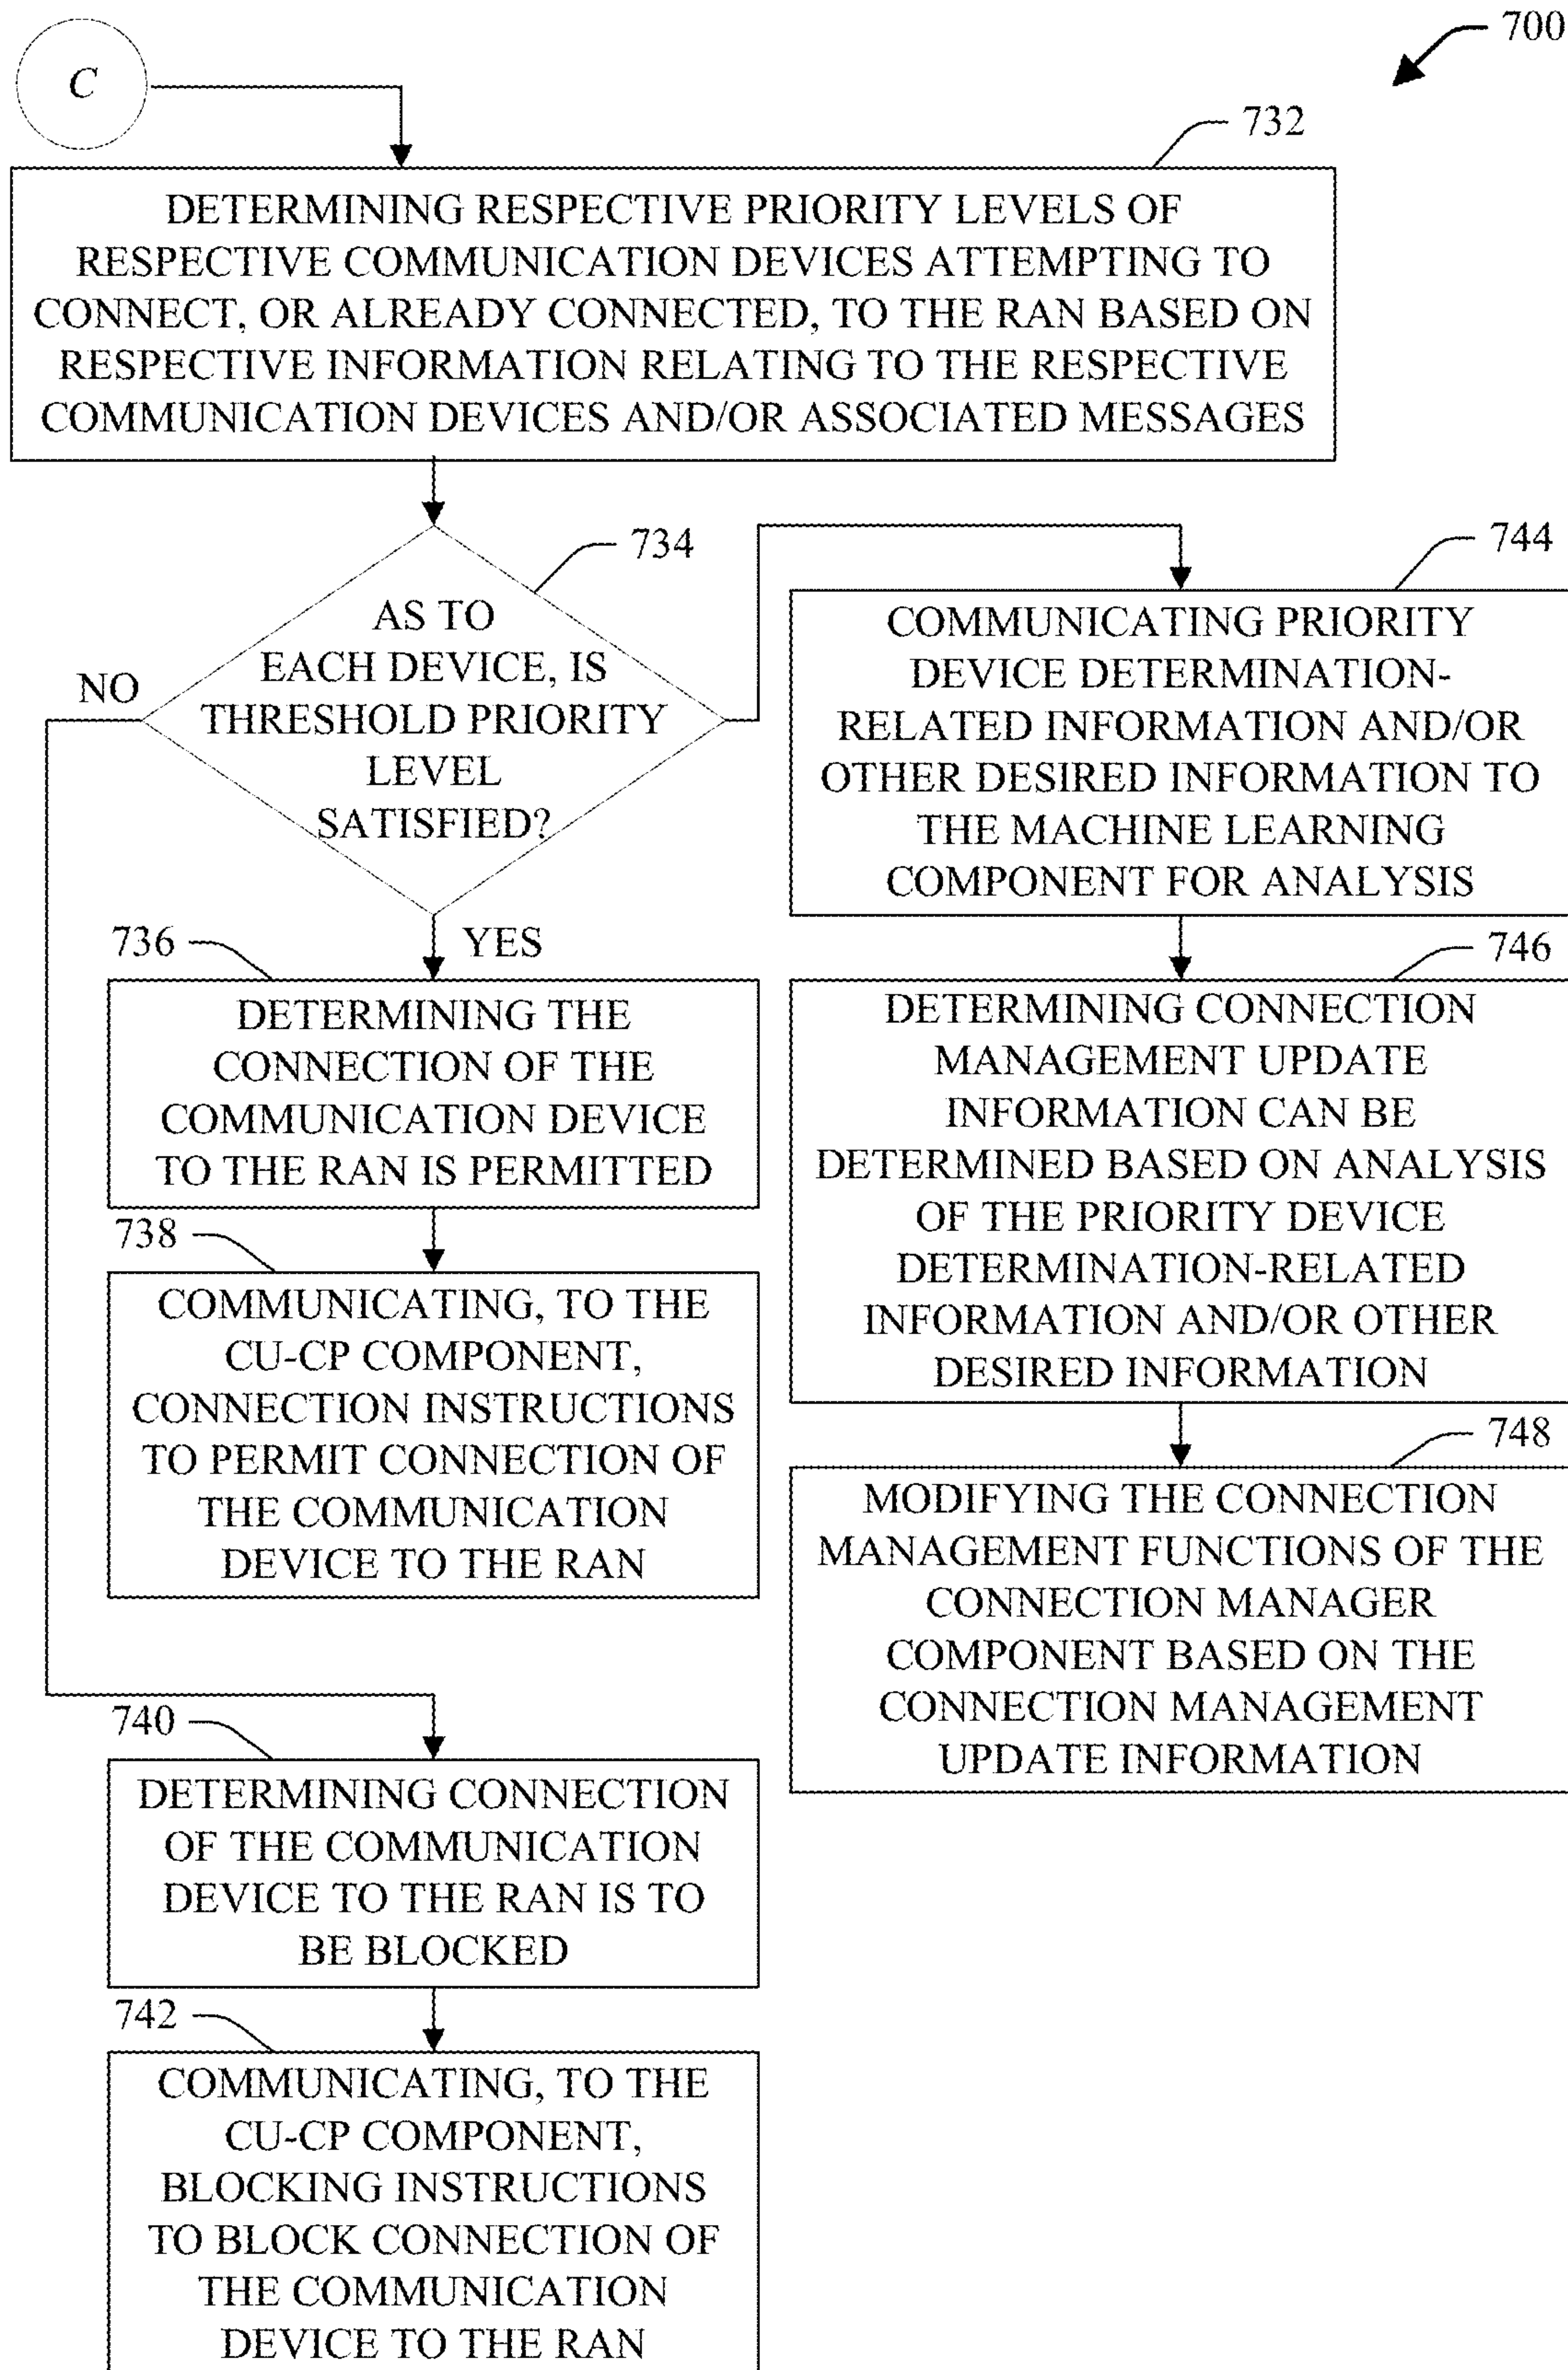 700
C
732
DETERMINING RESPECTIVE PRIORITY LEVELS OF
RESPECTIVE COMMUNICATION DEVICES ATTEMPTING TO
CONNECT, OR ALREADY CONNECTED, TO THE RAN BASED ON
RESPECTIVE INFORMATION RELATING TO THE RESPECTIVE
COMMUNICATION DEVICES AND/OR ASSOCIATED MESSAGES
734
AS TO
EACH DEVICE, IS
THRESHOLD PRIORITY
LEVEL
SATISFIED?
NO
YES
736
DETERMINING THE
CONNECTION OF THE
COMMUNICATION DEVICE
TO THE RAN IS PERMITTED
738
COMMUNICATING, TO THE
CU-CP COMPONENT,
CONNECTION INSTRUCTIONS
TO PERMIT CONNECTION OF
THE COMMUNICATION
DEVICE TO THE RAN
740
DETERMINING CONNECTION
OF THE COMMUNICATION
DEVICE TO THE RAN IS TO
BE BLOCKED
742
COMMUNICATING, TO THE
CU-CP COMPONENT,
BLOCKING INSTRUCTIONS
TO BLOCK CONNECTION OF
THE COMMUNICATION
DEVICE TO THE RAN
744
COMMUNICATING PRIORITY
DEVICE DETERMINATION-
RELATED INFORMATION AND/OR
OTHER DESIRED INFORMATION TO
THE MACHINE LEARNING
COMPONENT FOR ANALYSIS
746
DETERMINING CONNECTION
MANAGEMENT UPDATE
INFORMATION CAN BE
DETERMINED BASED ON ANALYSIS
OF THE PRIORITY DEVICE
DETERMINATION-RELATED
INFORMATION AND/OR OTHER
DESIRED INFORMATION
748
MODIFYING THE CONNECTION
MANAGEMENT FUNCTIONS OF THE
CONNECTION MANAGER
COMPONENT BASED ON THE
CONNECTION MANAGEMENT
UPDATE INFORMATION